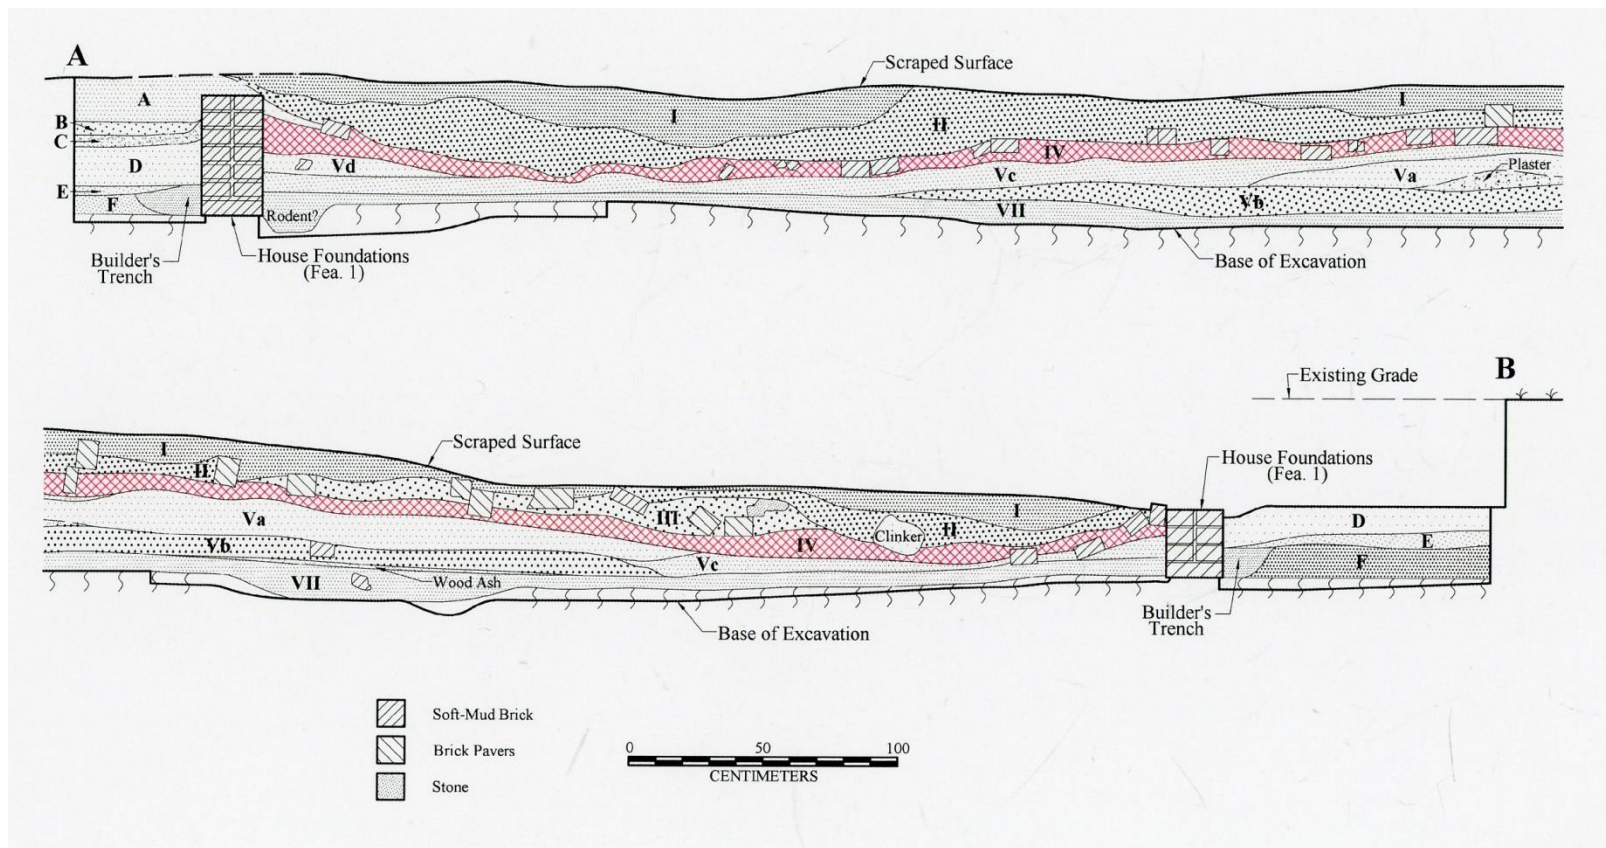 A
Scraped Surface
A
I
I
B
II
C
IV
D
Vd
Vc
Va
Plaster
E
F
Rodent?
VII
Vb
Builder's
Trench
House Foundations
(Fea. 1)
Base of Excavation
Existing Grade
B
Scraped Surface
I
II
House Foundations
(Fea. 1)
Va
III
I
D
Vb
IV
Clinker
II
E
Vc
F
VII
Wood Ash
Builder's
Trench
Base of Excavation
Soft-Mud Brick
Brick Pavers
Stone
0 50 100
CENTIMETERS